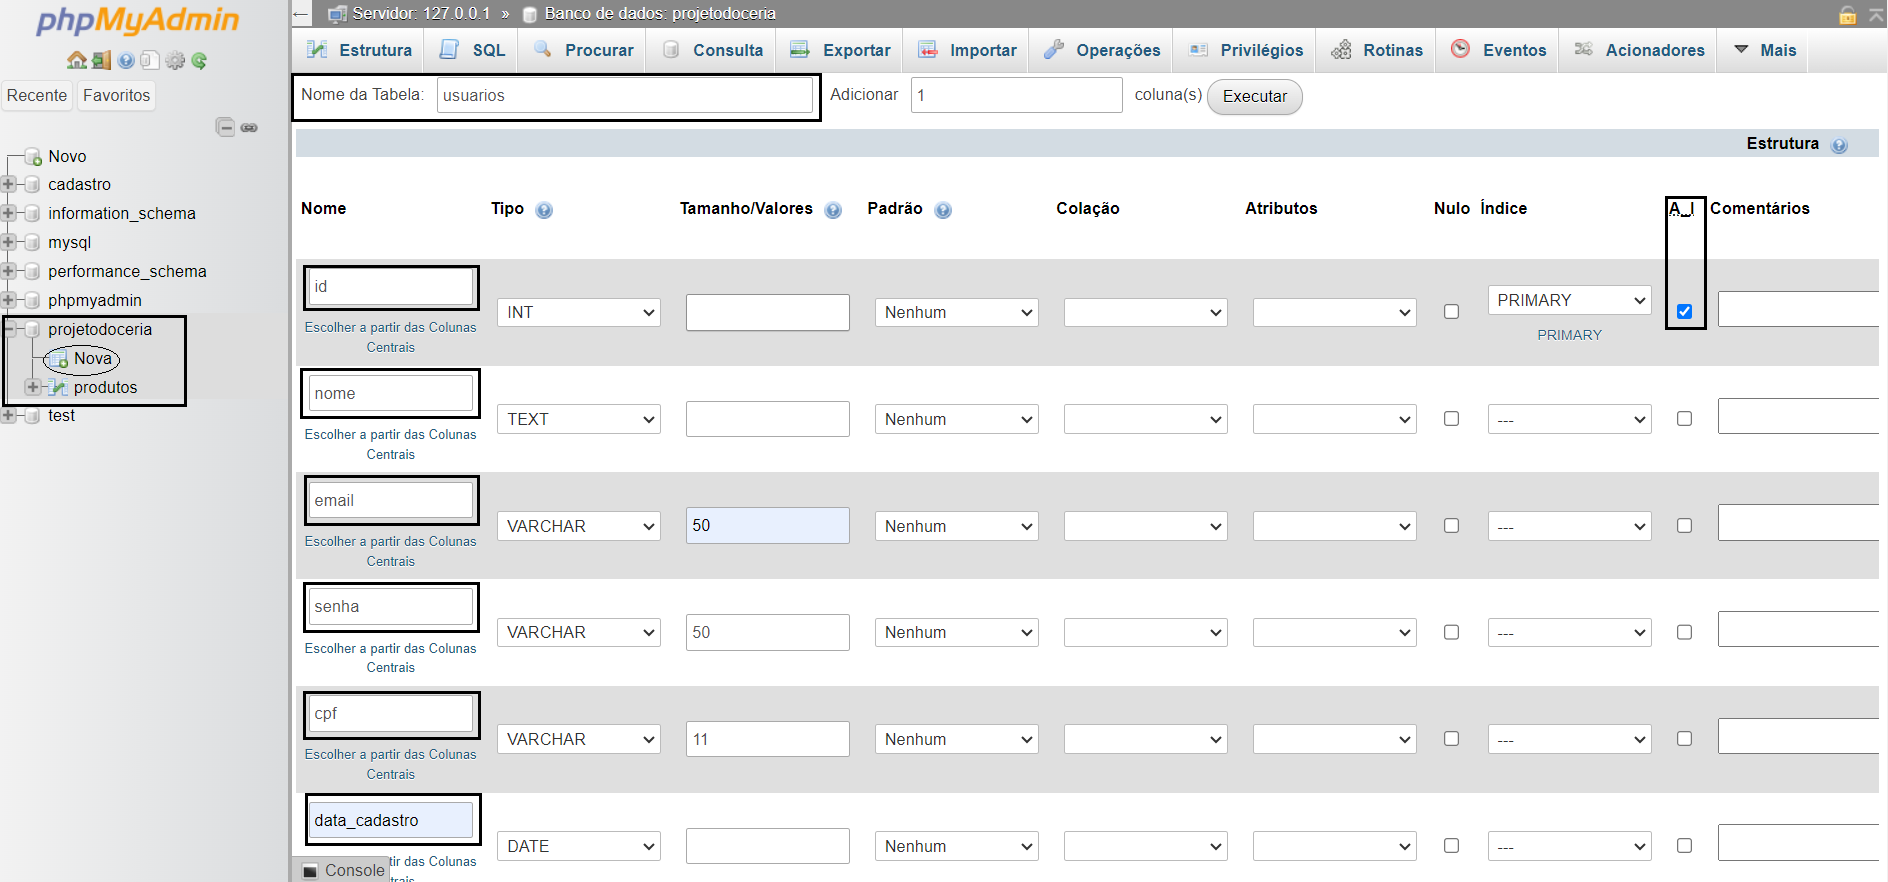 phpMyAdmin
Recente Favoritos
Novo
cadastro
information_schema
mysql
performance_schema
phpmyadmin
projetodoceria
Nova
produtos
test
Servidor: 127.0.0.1 » Banco de dados: projetodoceria
Estrutura SQL Procurar Consulta Exportar Importar Operações Privilégios Rotinas Eventos Acionadores Mais
Nome da Tabela: usuarios Adicionar 1 coluna(s) Executar
Estrutura
Nome Tipo Tamanho/Valores Padrão Colação Atributos Nulo Índice A_I Comentários
id INT Nenhum PRIMARY
Escolher a partir das Colunas
Centrais
PRIMARY
nome TEXT Nenhum ---
Escolher a partir das Colunas
Centrais
email VARCHAR 50 Nenhum ---
Escolher a partir das Colunas
Centrais
senha VARCHAR 50 Nenhum ---
Escolher a partir das Colunas
Centrais
cpf VARCHAR 11 Nenhum ---
Escolher a partir das Colunas
Centrais
data_cadastro DATE Nenhum ---
tir das Colunas
Console